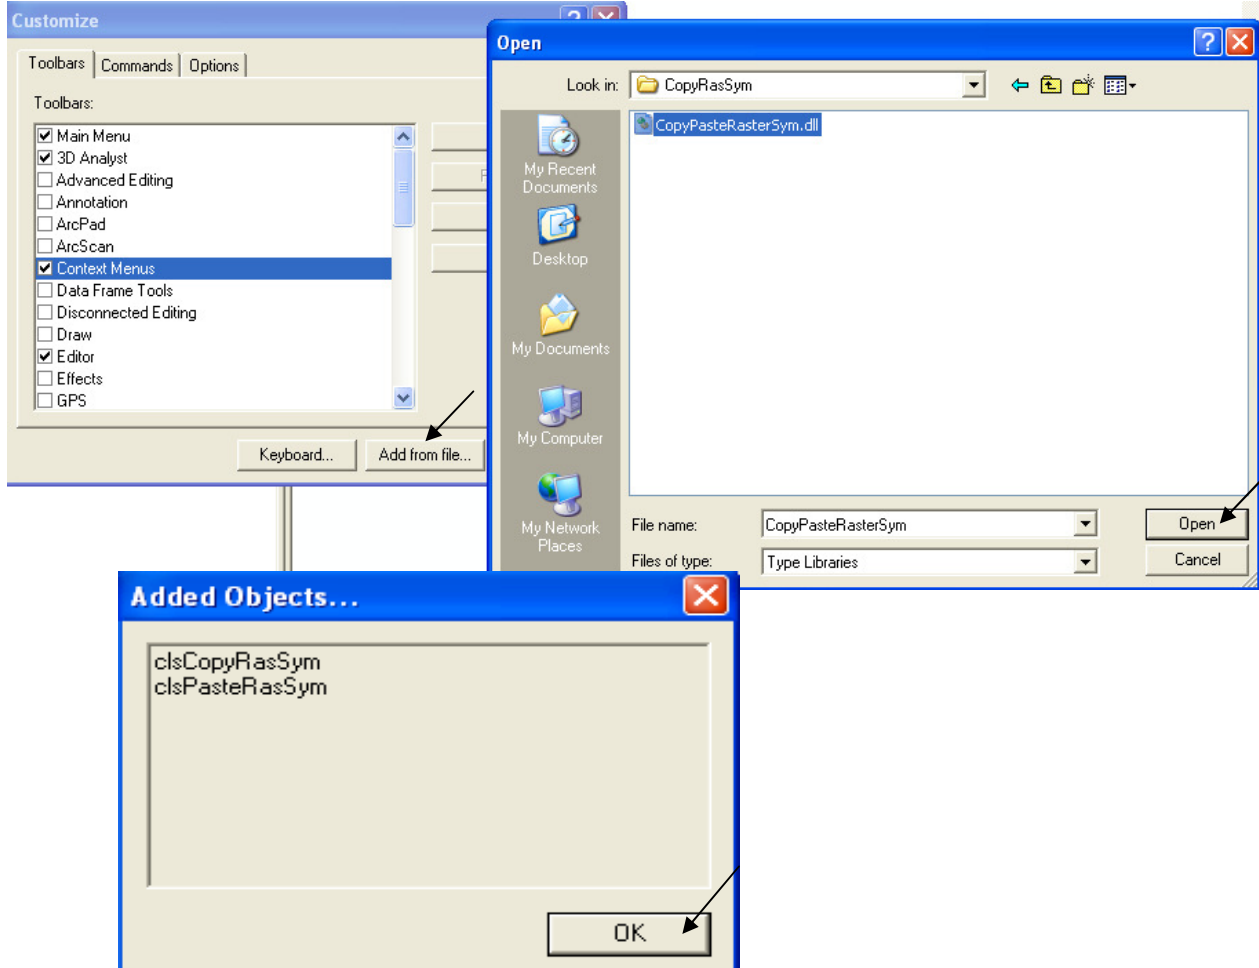 Customize
Toolbars
Commands
Options
Toolbars:
Main Menu
3D Analyst
Advanced Editing
Annotation
ArcPad
ArcScan
Context Menus
Data Frame Tools
Disconnected Editing
Draw
Editor
Effects
GPS
Keyboard...
Add from file...
Open
Look in:
CopyRasSym
CopyPasteRasterSym.dll
My Recent
Documents
Desktop
My Documents
My Computer
My Network
Places
File name:
CopyPasteRasterSym
Open
Files of type:
Type Libraries
Cancel
Added Objects...
clsCopyRasSym
clsPasteRasSym
OK